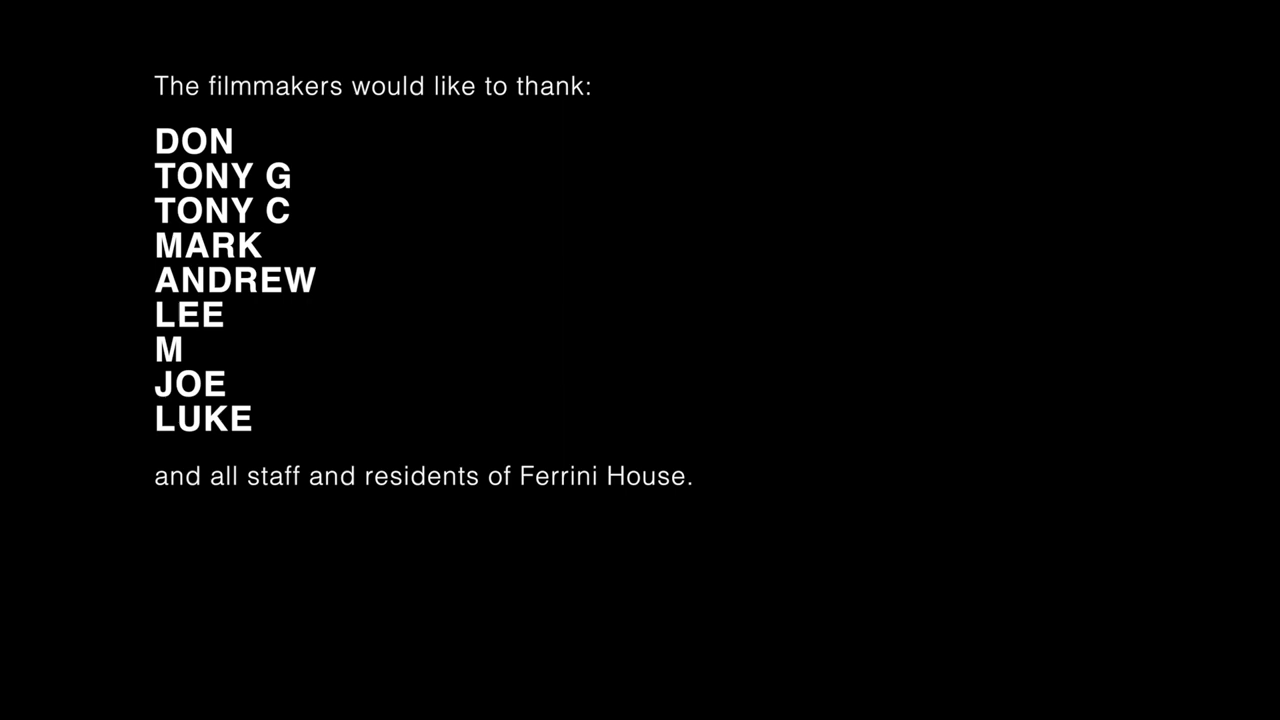 The filmmakers would like to thank:
DON
TONY G
TONY C
MARK
ANDREW
LEE
M
JOE
LUKE
and all staff and residents of Ferrini House.